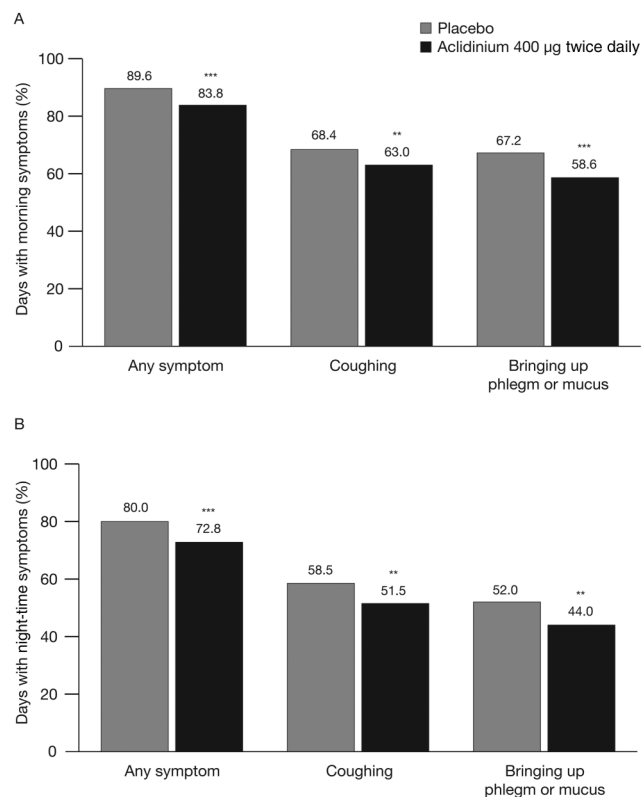 A
Placebo
Aclidinium 400 µg twice daily
Days with morning symptoms (%)
100
80
60
40
20
0
89.6
***
83.8
68.4
**
63.0
67.2
***
58.6
Any symptom
Coughing
Bringing up
phlegm or mucus
B
Days with night-time symptoms (%)
100
80
60
40
20
0
80.0
***
72.8
58.5
**
51.5
52.0
**
44.0
Any symptom
Coughing
Bringing up
phlegm or mucus